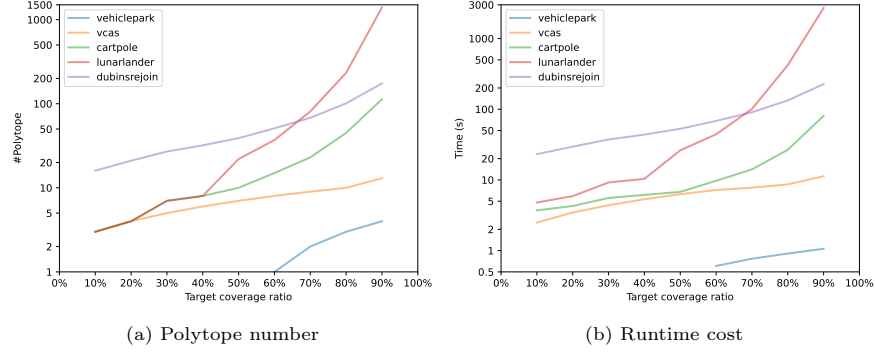 1500
1000
500
200
100
50
20
10
5
2
1
#Polytope
vehiclepark
vcas
cartpole
lunarlander
dubinsrejoin
0% 10% 20% 30% 40% 50% 60% 70% 80% 90% 100%
Target coverage ratio
(a) Polytope number
3000
2000
1000
500
200
100
50
20
10
5
2
1
0.5
Time (s)
vehiclepark
vcas
cartpole
lunarlander
dubinsrejoin
0% 10% 20% 30% 40% 50% 60% 70% 80% 90% 100%
Target coverage ratio
(b) Runtime cost